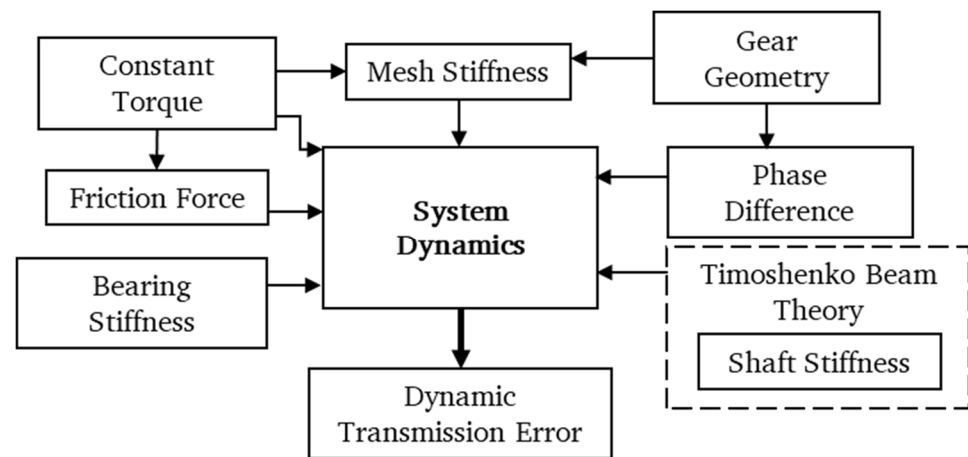 Constant
Torque
Mesh Stiffness
Gear
Geometry
Friction Force
System
Dynamics
Phase
Difference
Bearing
Stiffness
Timoshenko Beam
Theory
Shaft Stiffness
Dynamic
Transmission Error